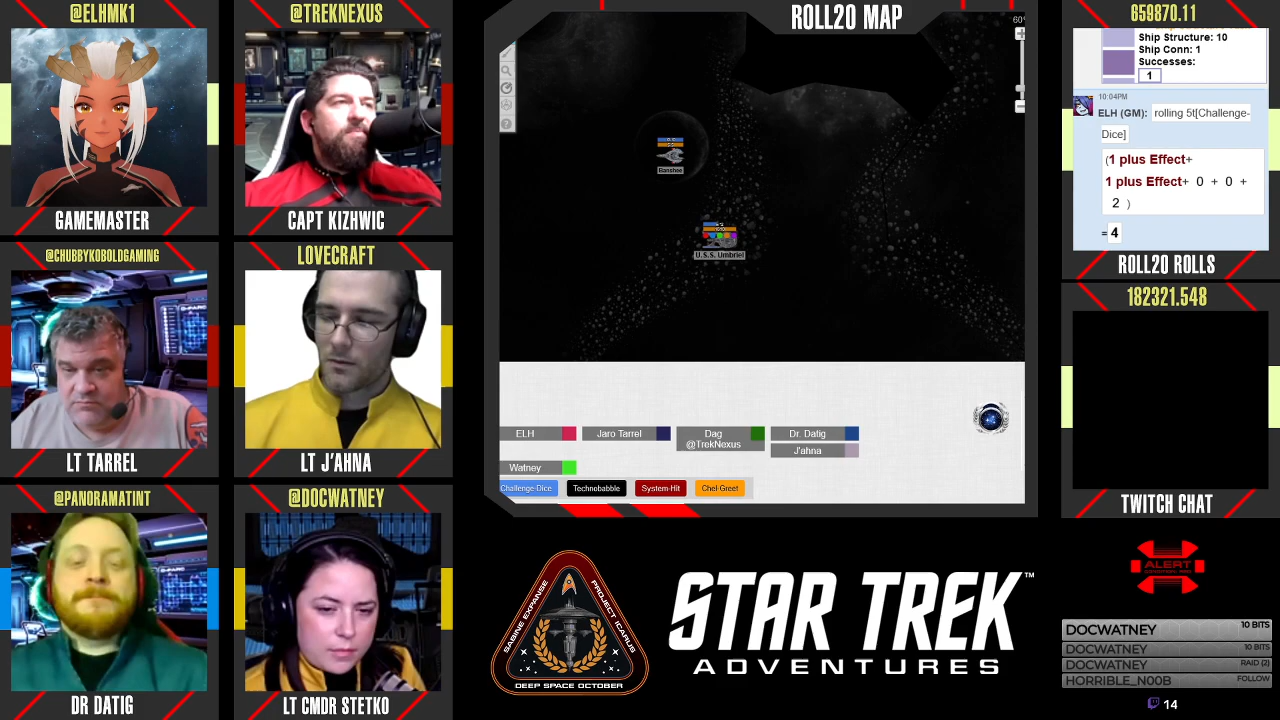 @ELHMK1
GAMEMASTER
@TREKNEXUS
CAPT KIZHWIC
@CHUBBYKOBOLDGAMING
LT TARREL
LOVECRAFT
LT J'AHNA
@PANORAMATINT
DR DATIG
@DOCWATNEY
LT CMDR STETKO
ROLL20 MAP
60%
Banshee
U.S.S. Umbriel
ELH
Jaro Tarrel
Dag
@TrekNexus
Dr. Datig
J'ahna
Watney
Challenge-Dice
Technobabble
System-Hit
Chel-Greet
659870.11
Ship Structure: 10
Ship Conn: 1
Successes:
1
10:04PM
ELH (GM): rolling 5t[Challenge-
Dice]
(1 plus Effect+
1 plus Effect+ 0 + 0 +
2 )
=4
ROLL20 ROLLS
182321.548
TWITCH CHAT
SABINE EXPANSE
PROJECT ICARUS
DEEP SPACE OCTOBER
STAR TREK™
ADVENTURES
ALERT
DOCWATNEY 10 BITS
DOCWATNEY 10 BITS
DOCWATNEY RAID (2)
HORRIBLE_N00B FOLLOW
14